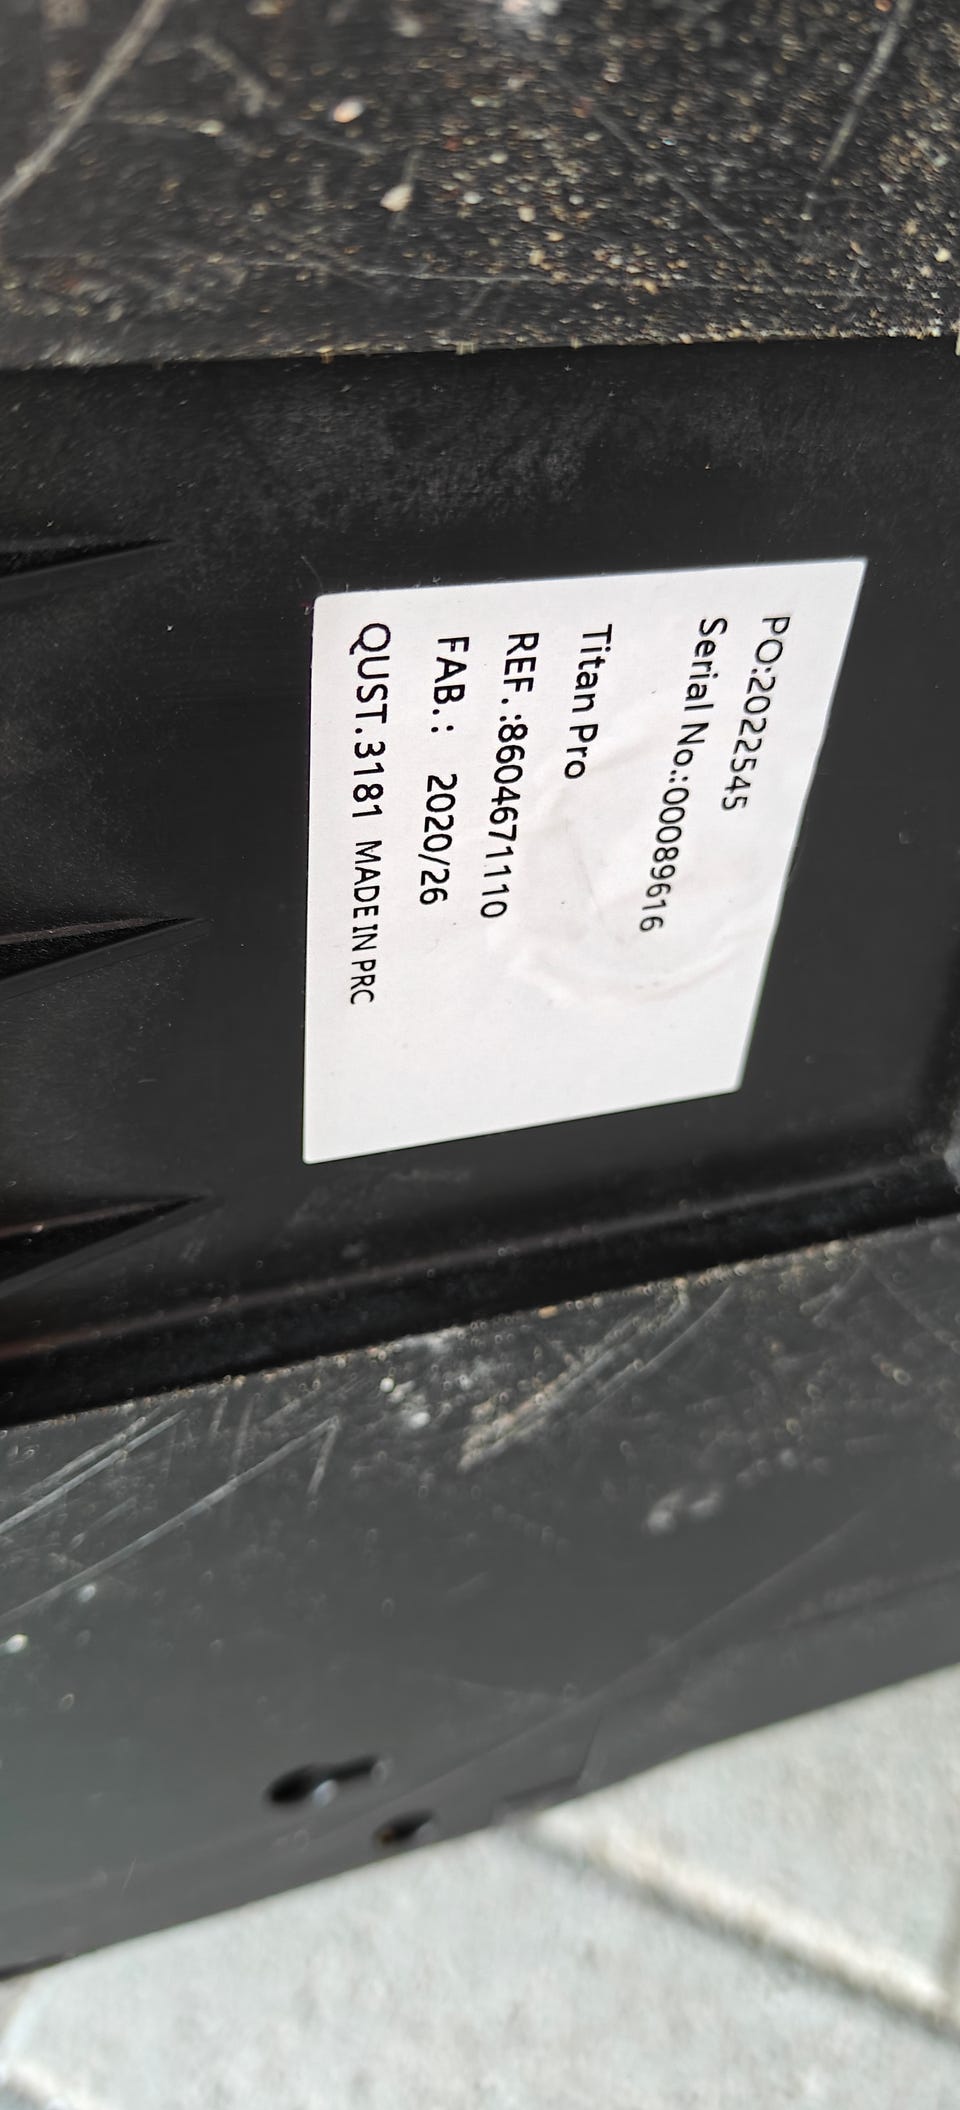 PO:2022545
Serial No.:00089616
Titan Pro
REF.:8604671110
FAB.: 2020/26
QUST.3181 MADE IN PRC